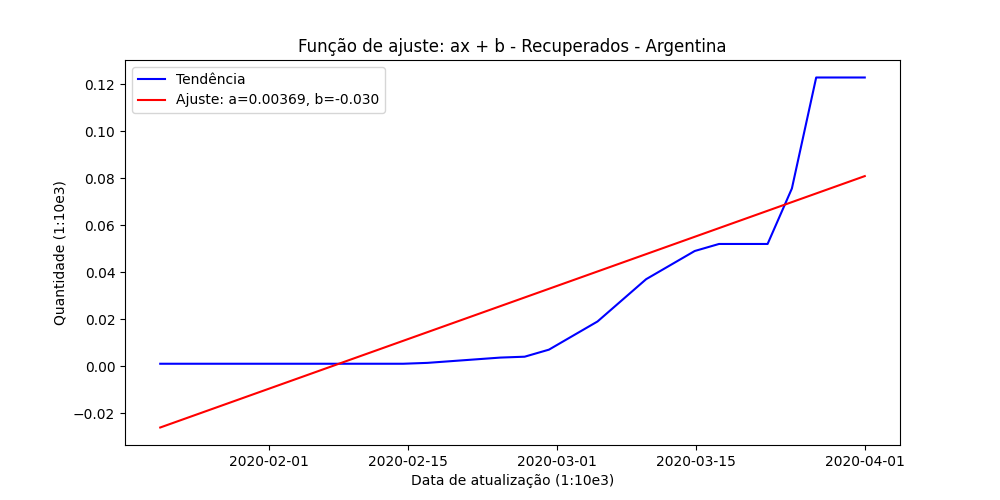 Função de ajuste: ax + b - Recuperados - Argentina
Tendência
Ajuste: a=0.00369, b=-0.030
0.12
0.10
0.08
0.06
0.04
0.02
0.00
−0.02
Quantidade (1:10e3)
2020-02-01 2020-02-15 2020-03-01 2020-03-15 2020-04-01
Data de atualização (1:10e3)